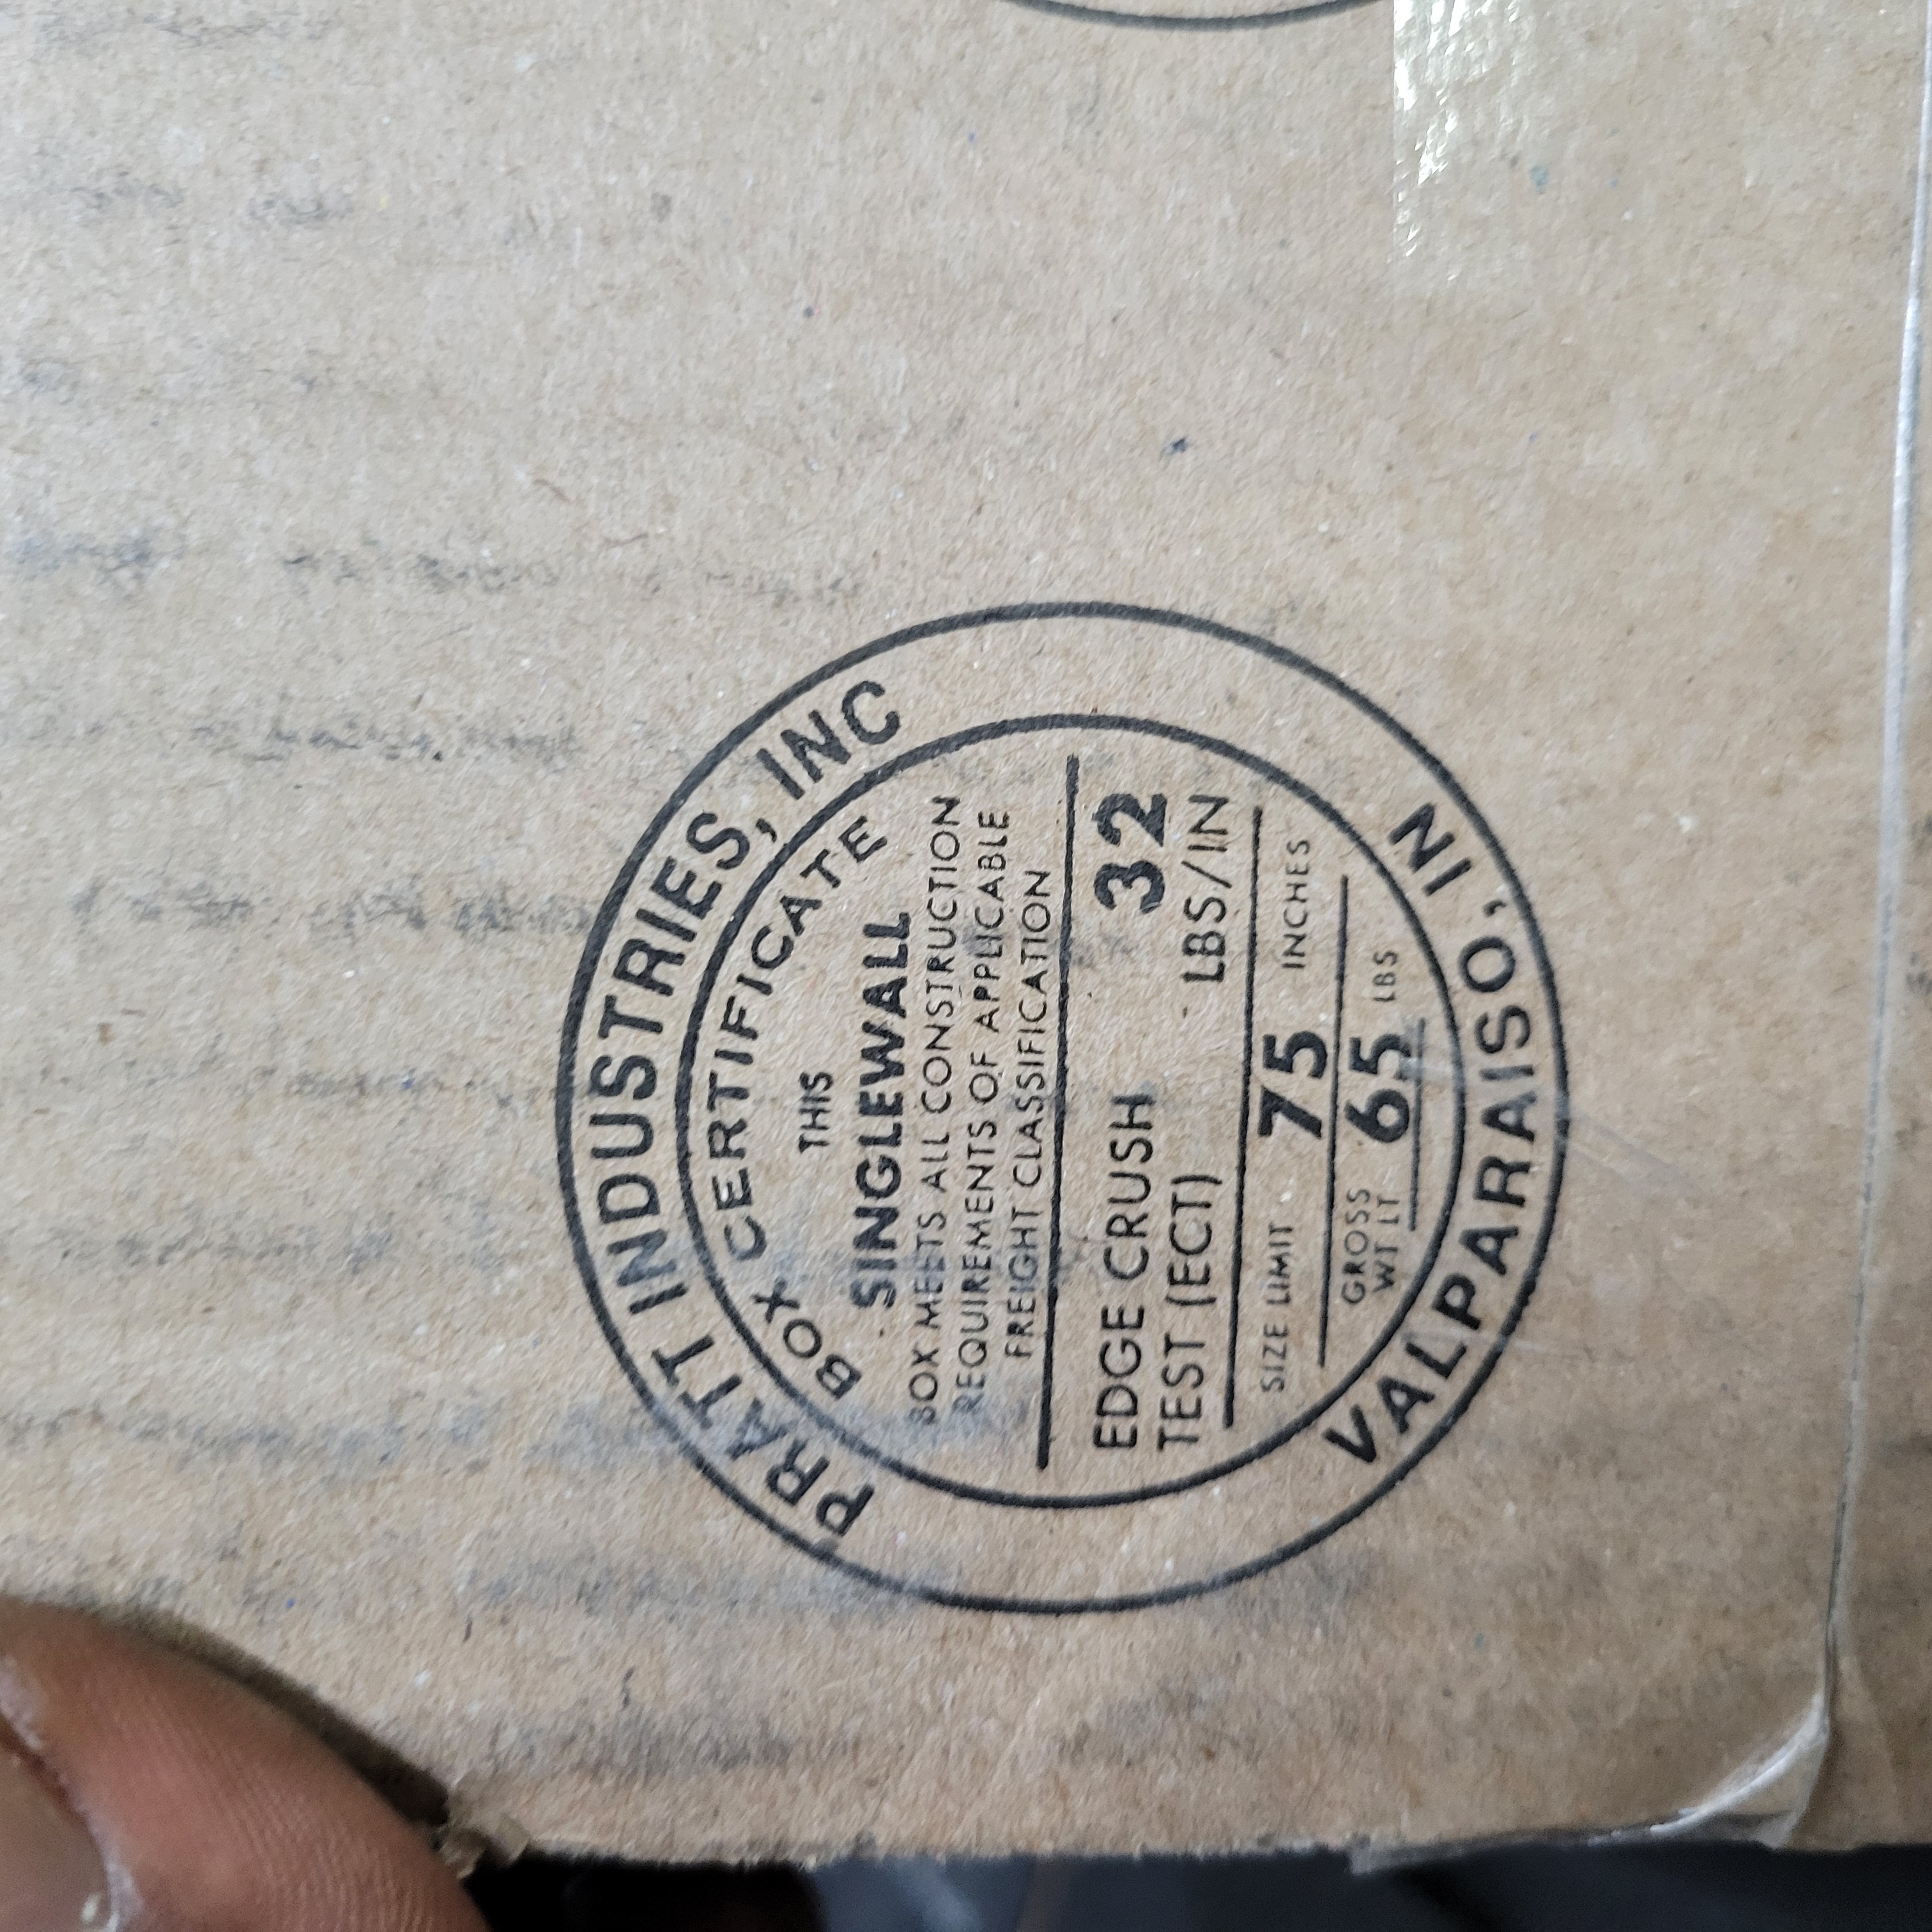 PRATT INDUSTRIES, INC
BOX CERTIFICATE
THIS
SINGLEWALL
BOX MEETS ALL CONSTRUCTION
REQUIREMENTS OF APPLICABLE
FREIGHT CLASSIFICATION
EDGE CRUSH 32
TEST (ECT) LBS/IN
SIZE LIMIT 75 INCHES
GROSS
WT LT 65 LBS
VALPARAISO, IN